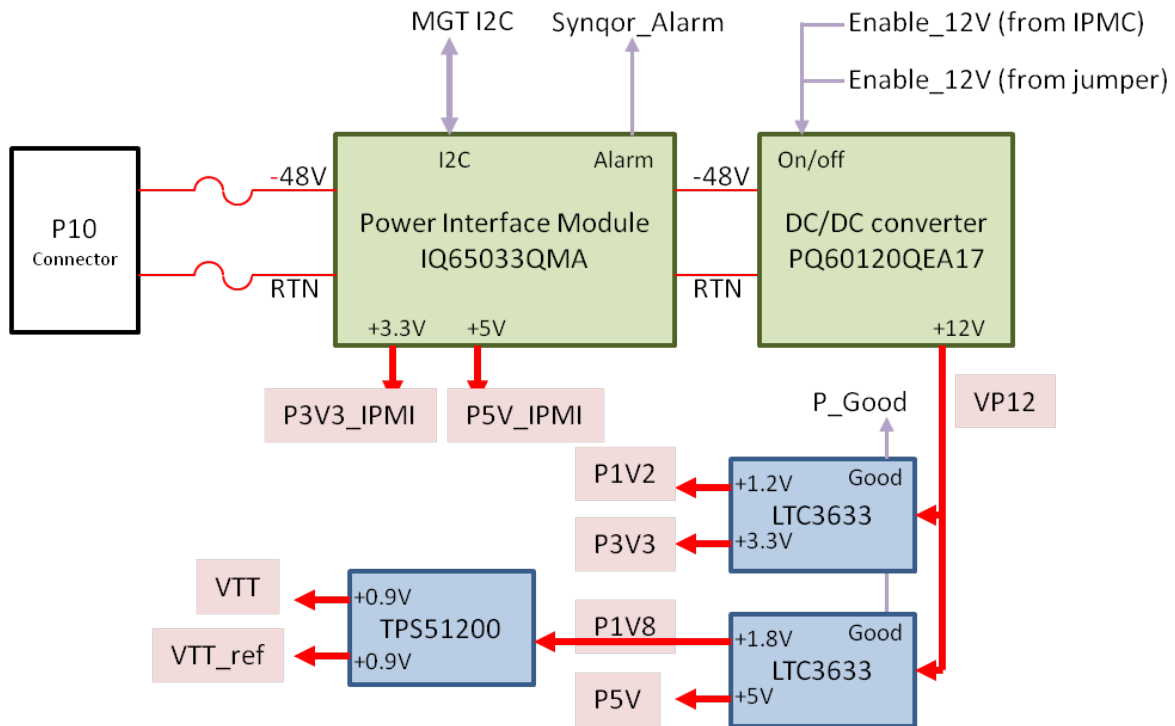 MGT I2C
Synqor_Alarm
Enable_12V (from IPMC)
Enable_12V (from jumper)
P10
Connector
-48V
RTN
I2C
Alarm
Power Interface Module
IQ65033QMA
+3.3V
+5V
-48V
RTN
On/off
DC/DC converter
PQ60120QEA17
+12V
P3V3_IPMI
P5V_IPMI
P_Good
VP12
P1V2
P3V3
+1.2V
Good
LTC3633
+3.3V
VTT
VTT_ref
+0.9V
TPS51200
+0.9V
P1V8
P5V
+1.8V
Good
LTC3633
+5V